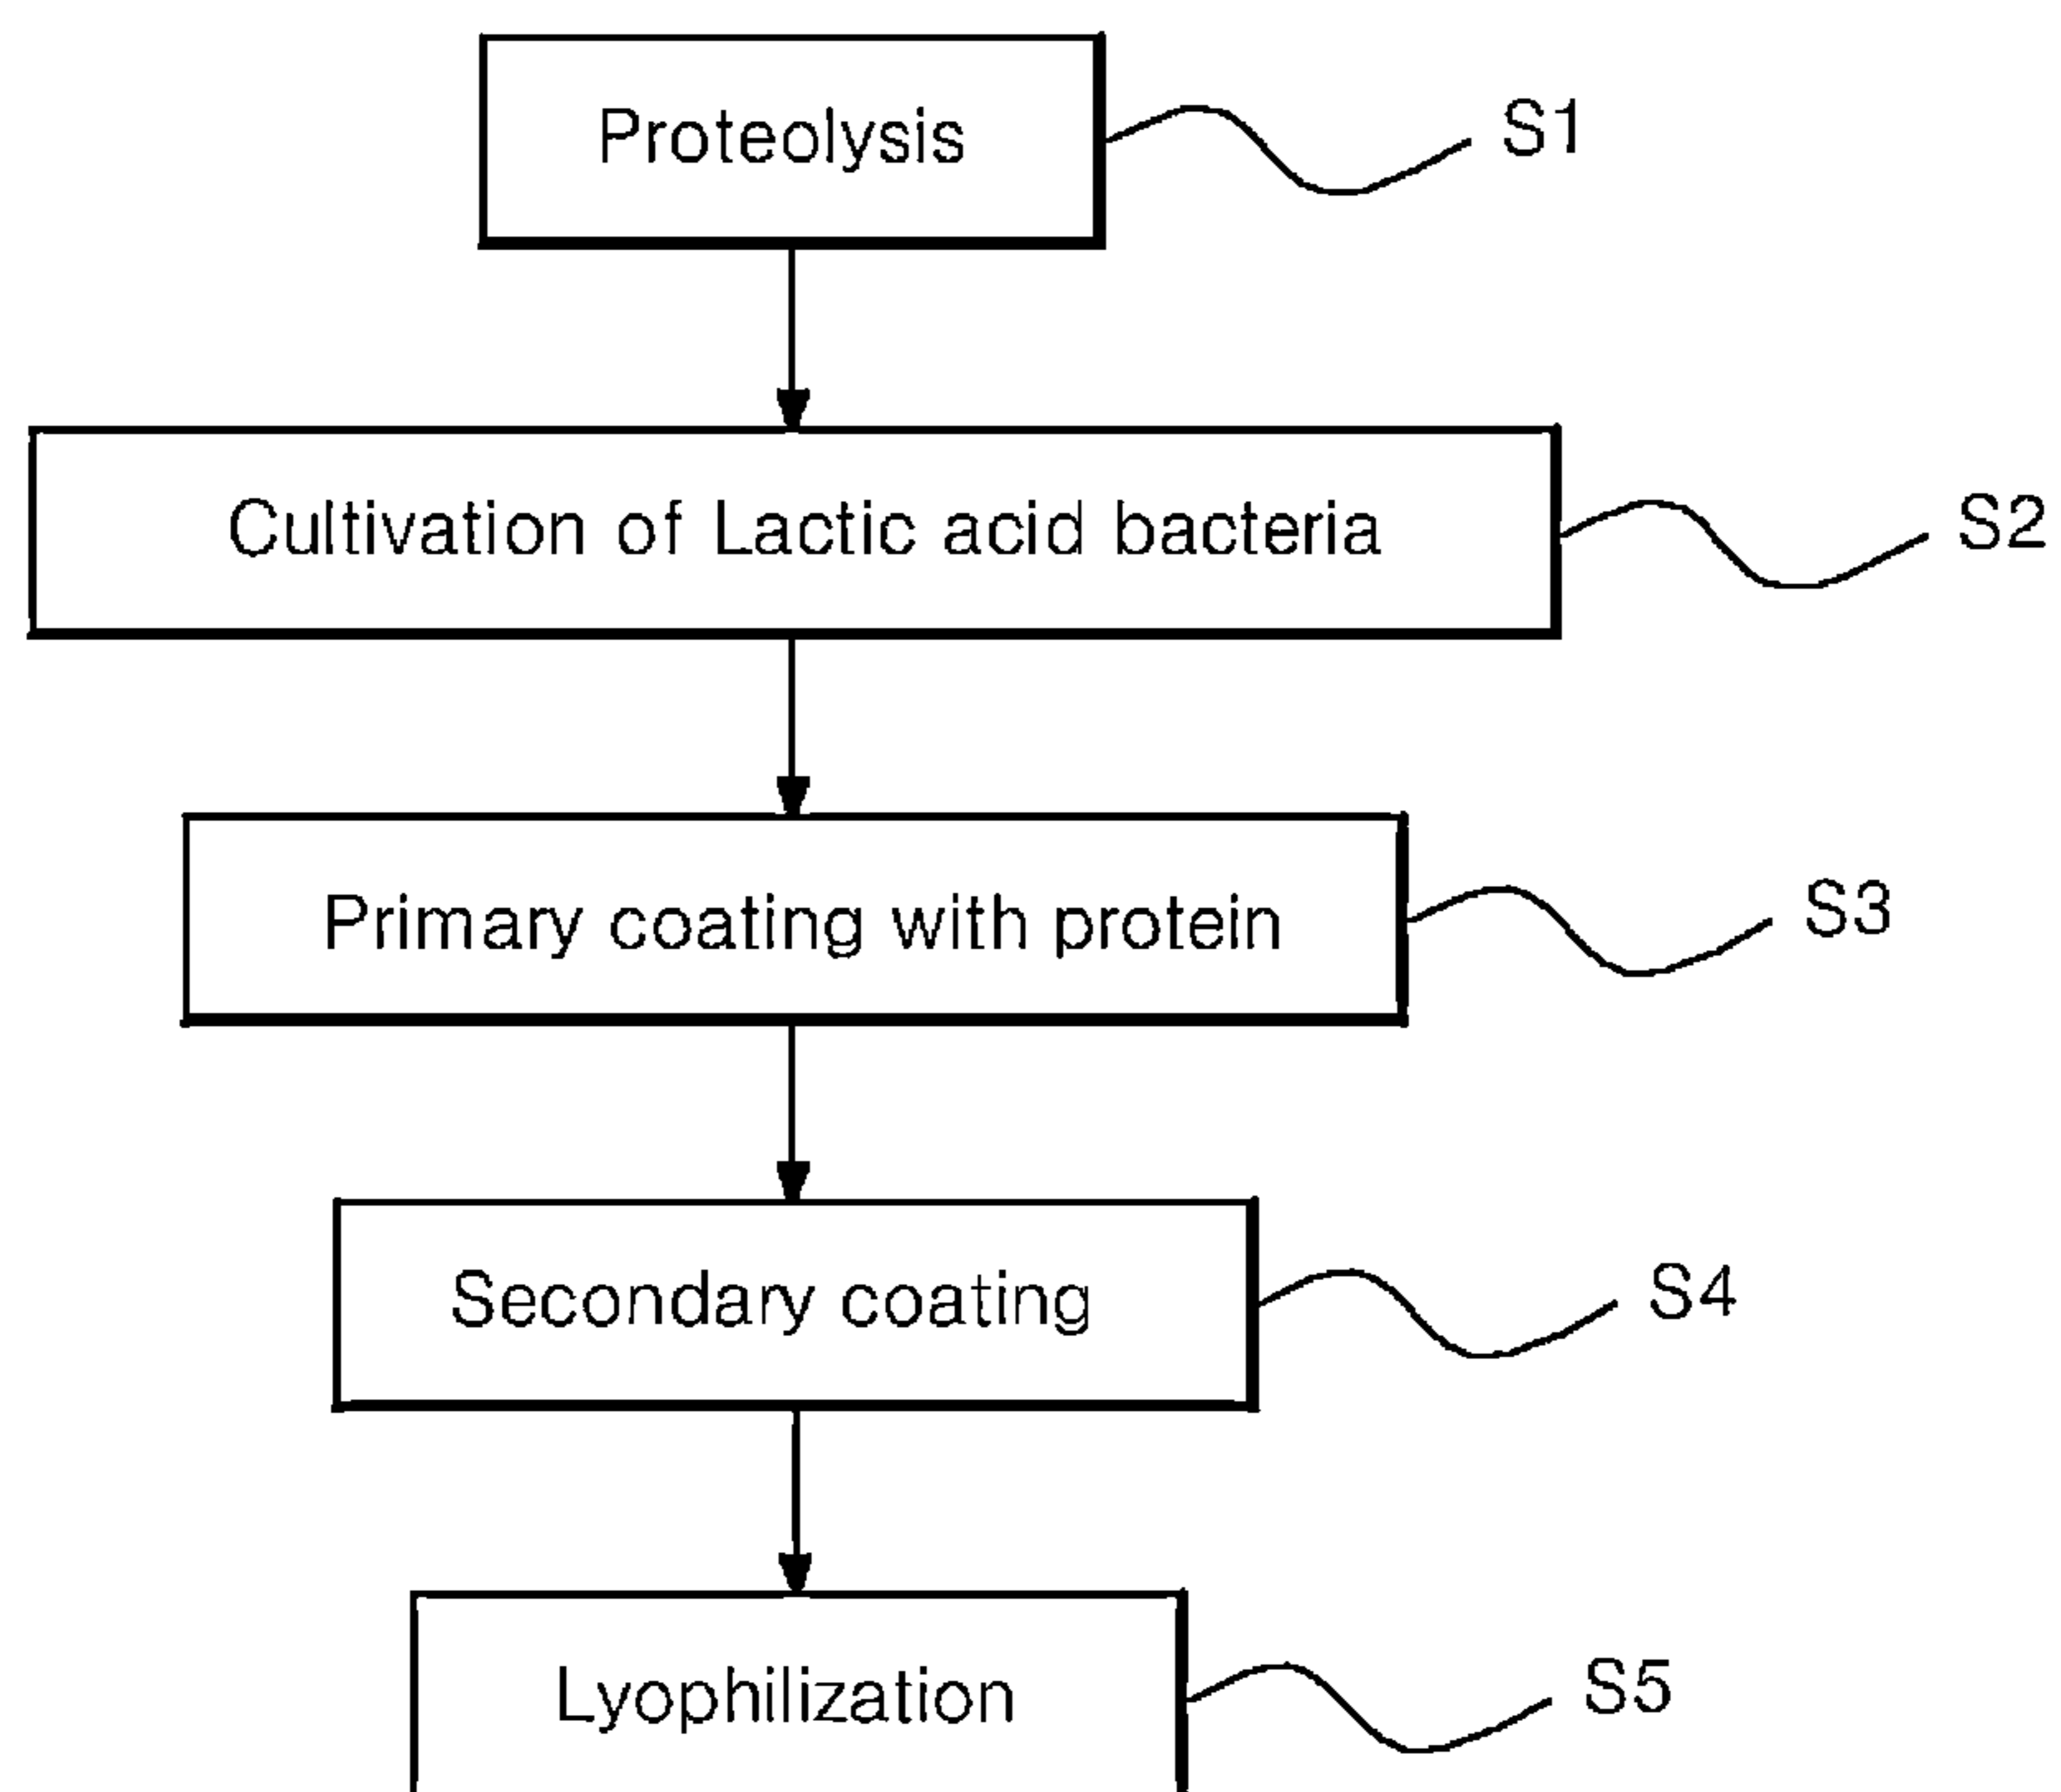 Proteolysis S1
Cultivation of Lactic acid bacteria S2
Primary coating with protein S3
Secondary coating S4
Lyophilization S5